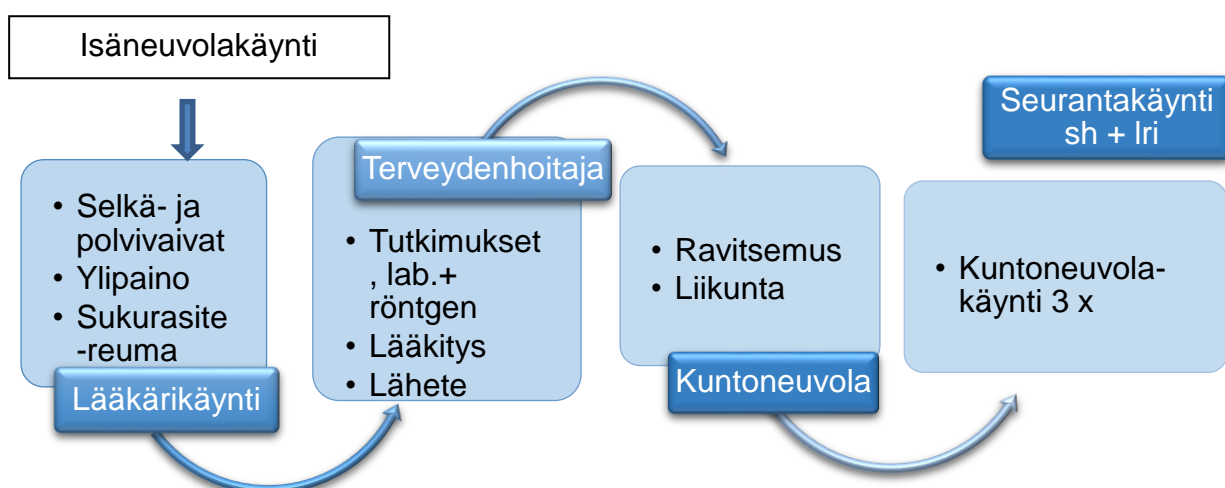 Isäneuvolakäynti
• Selkä- ja
polvivaivat
• Ylipaino
• Sukurasite
-reuma
Lääkärikäynti
Terveydenhoitaja
• Tutkimukset
, lab.+
röntgen
• Lääkitys
• Lähete
• Ravitsemus
• Liikunta
Kuntoneuvola
Seurantakäynti
sh + lri
• Kuntoneuvola-
käynti 3 x